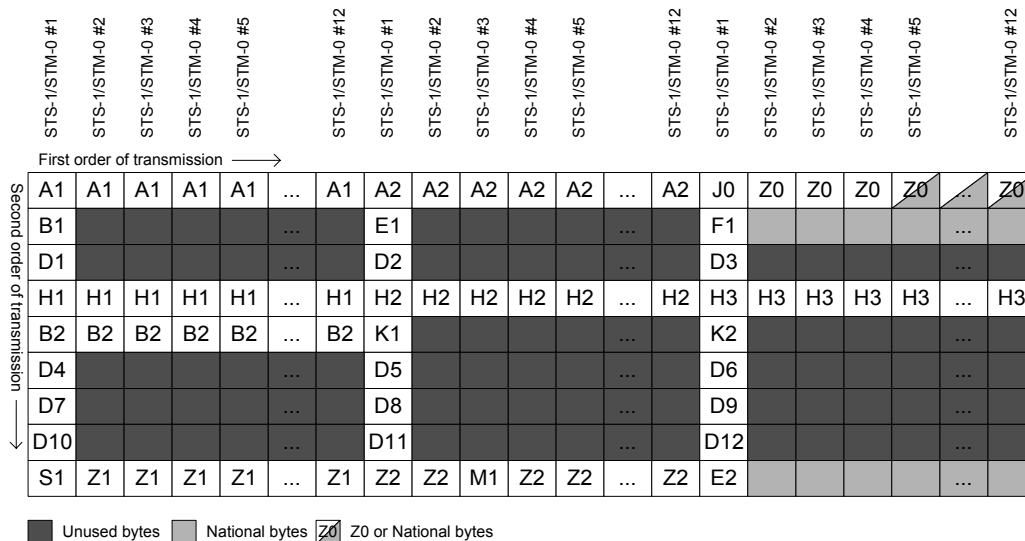 STS-1/STM-0 #1 STS-1/STM-0 #2 STS-1/STM-0 #3 STS-1/STM-0 #4 STS-1/STM-0 #5 STS-1/STM-0 #12 STS-1/STM-0 #1 STS-1/STM-0 #2 STS-1/STM-0 #3 STS-1/STM-0 #4 STS-1/STM-0 #5 STS-1/STM-0 #12 STS-1/STM-0 #1 STS-1/STM-0 #2 STS-1/STM-0 #3 STS-1/STM-0 #4 STS-1/STM-0 #5 STS-1/STM-0 #12
First order of transmission
Second order of transmission
A1 A1 A1 A1 A1 ... A1 A2 A2 A2 A2 A2 ... A2 J0 Z0 Z0 Z0 Z0 ... Z0
B1 ... E1 ... F1 ...
D1 ... D2 ... D3 ...
H1 H1 H1 H1 H1 ... H1 H2 H2 H2 H2 H2 ... H2 H3 H3 H3 H3 H3 ... H3
B2 B2 B2 B2 B2 ... B2 K1 ... K2 ...
D4 ... D5 ... D6 ...
D7 ... D8 ... D9 ...
D10 ... D11 ... D12 ...
S1 Z1 Z1 Z1 Z1 ... Z1 Z2 Z2 M1 Z2 Z2 ... Z2 E2 ...
Unused bytes National bytes Z0 Z0 or National bytes